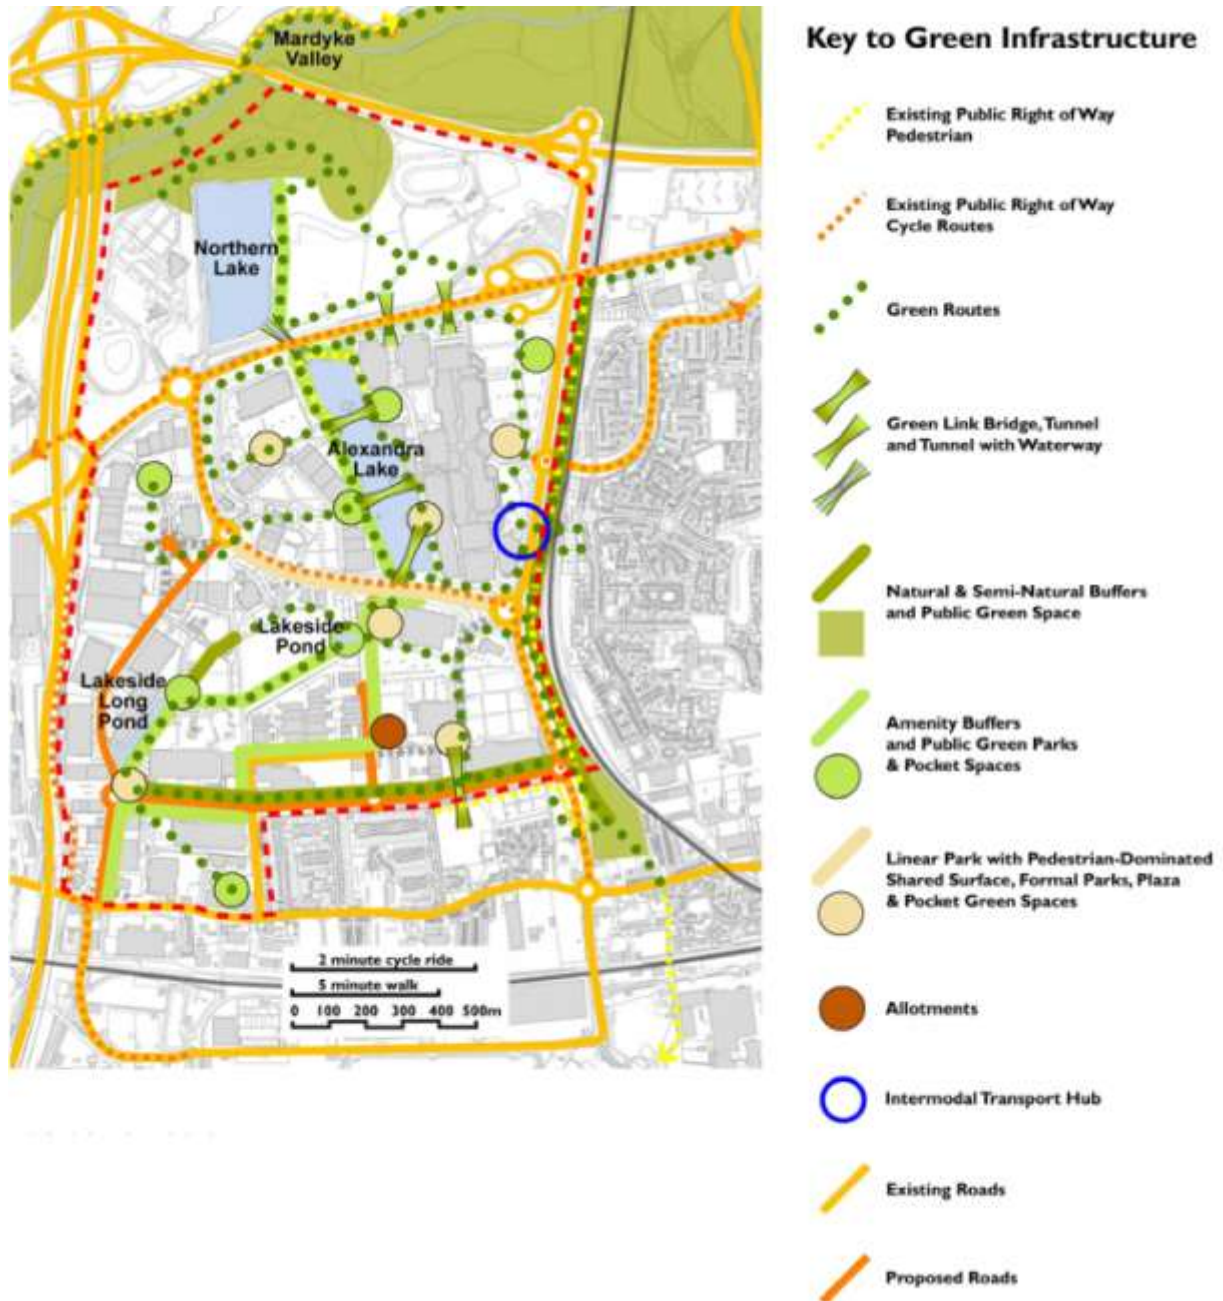 Mardyke
Valley
Northern
Lake
Alexandra
Lake
Lakeside
Pond
Lakeside
Long
Pond
2 minute cycle ride
5 minute walk
0 100 200 300 400 500m
Key to Green Infrastructure
Existing Public Right of Way
Pedestrian
Existing Public Right of Way
Cycle Routes
Green Routes
Green Link Bridge, Tunnel
and Tunnel with Waterway
Natural & Semi-Natural Buffers
and Public Green Space
Amenity Buffers
and Public Green Parks
& Pocket Spaces
Linear Park with Pedestrian-Dominated
Shared Surface, Formal Parks, Plaza
& Pocket Green Spaces
Allotments
Intermodal Transport Hub
Existing Roads
Proposed Roads